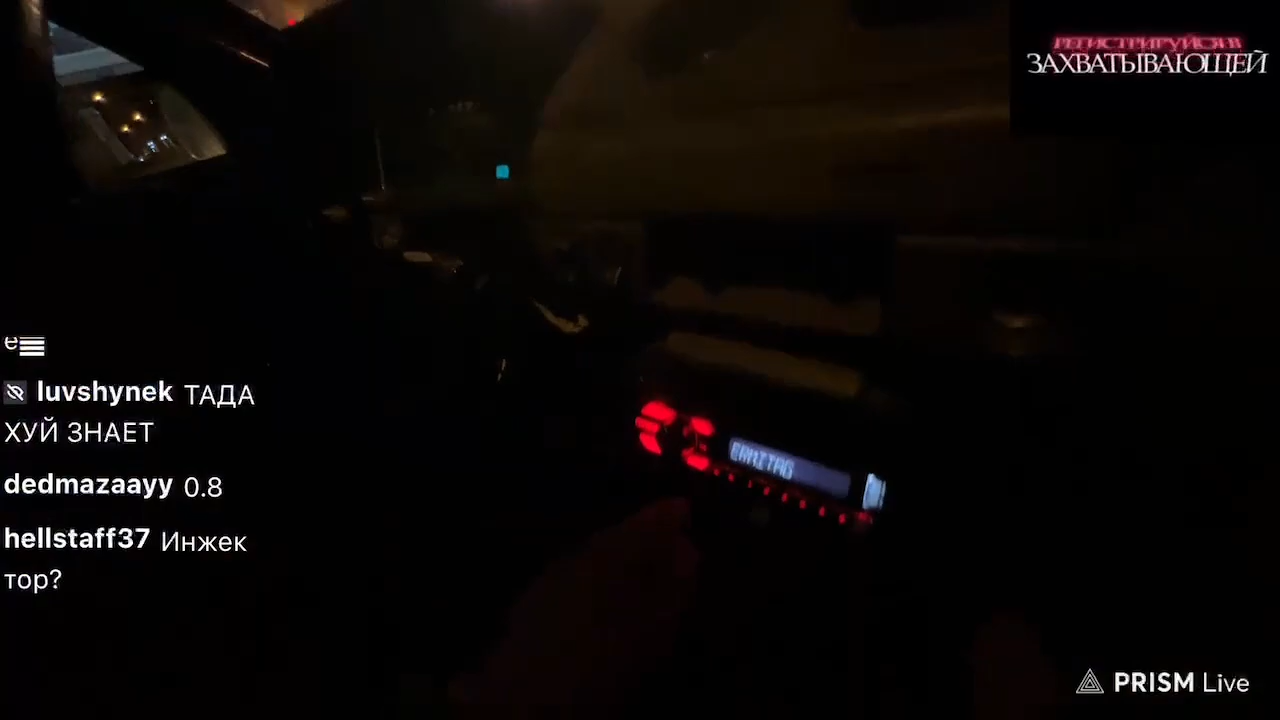 РЕГИСТРИРУЙСЯ В
ЗАХВАТЫВАЮЩЕЙ
е
luvshynek ТАДА
ХУЙ ЗНАЕТ
dedmazaayy 0.8
hellstaff37 Инжек
тор?
PRISM Live